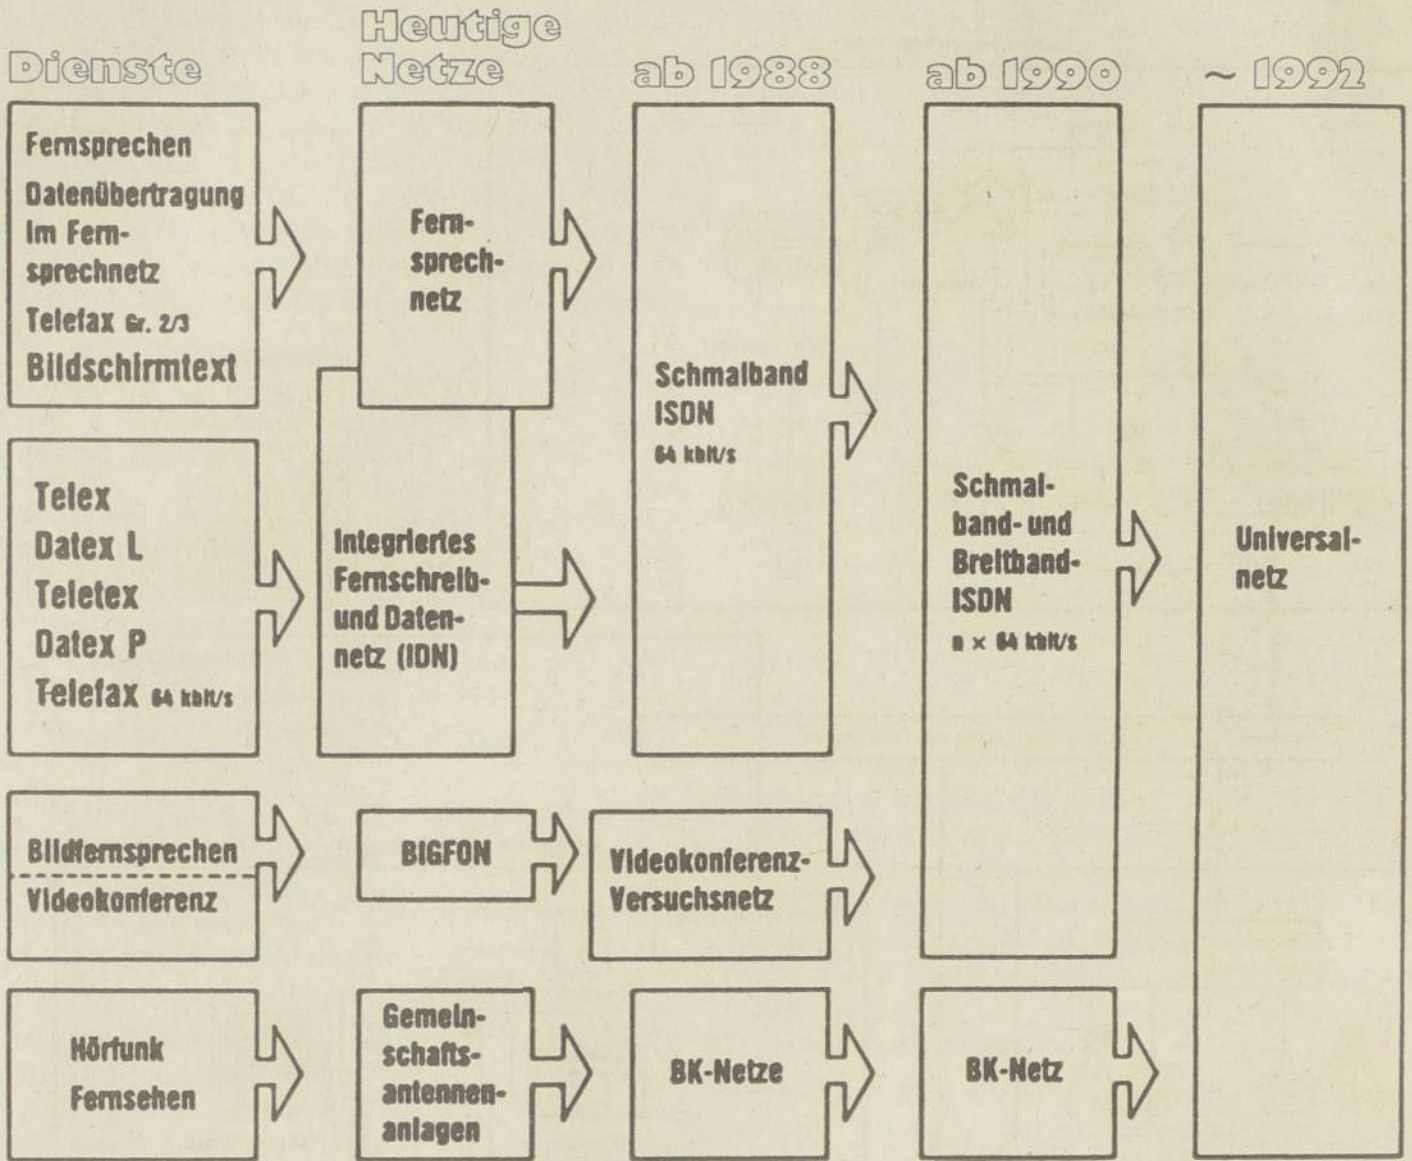 Dienste
Heutige
Netze
ab 1988
ab 1990
~ 1992
Fernsprechen
Datenübertragung
Im Fern-
sprechnetz
Telefax Gr. 2/3
Bildschirmtext
Telex
Datex L
Teletex
Datex P
Telefax 64 kbit/s
Bildfernsprechen
Videokonferenz
Hörfunk
Fernsehen
Fern-
sprech-
netz
Integriertes
Fernschreib-
und Daten-
netz (IDN)
BIGFON
Gemein-
schafts-
antennen-
anlagen
Schmalband
ISDN
64 kbit/s
Videokonferenz-
Versuchsnetz
BK-Netze
Schmal-
band- und
Breitband-
ISDN
n × 64 kbit/s
BK-Netz
Universal-
netz